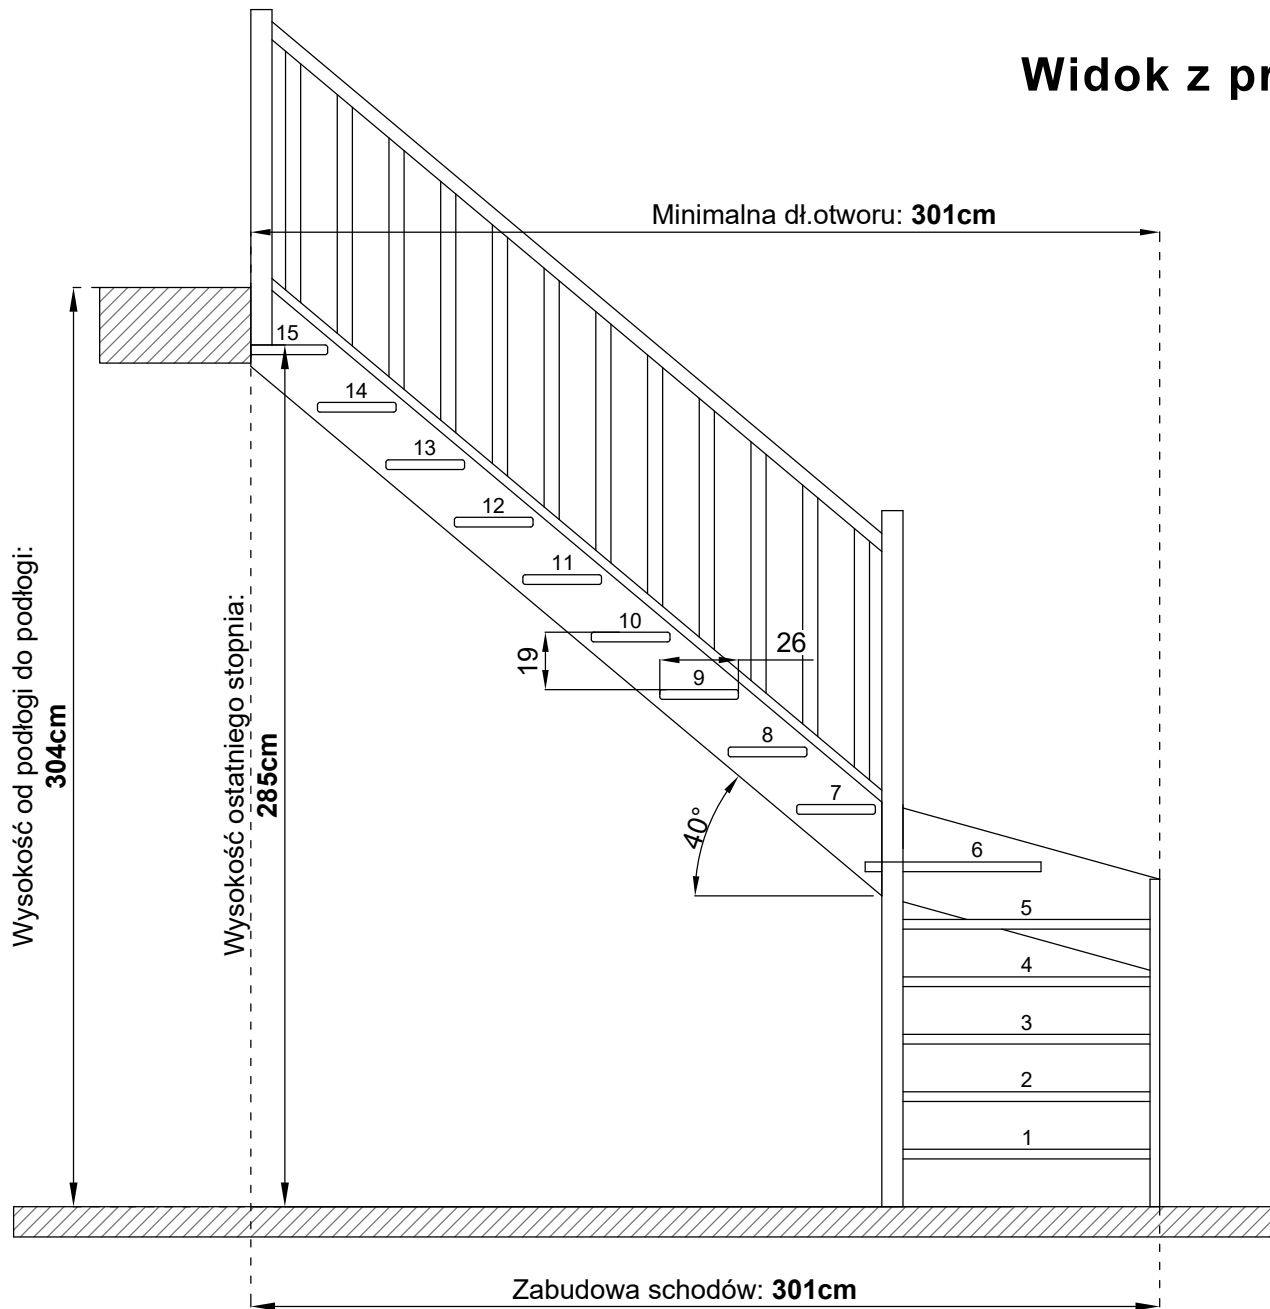 Widok z pr
Minimalna dł.otworu: 301cm
15
14
13
12
11
10
19
26
9
8
7
40°
6
5
4
3
2
1
Wysokość od podłogi do podłogi:
304cm
Wysokość ostatniego stopnia:
285cm
Zabudowa schodów: 301cm